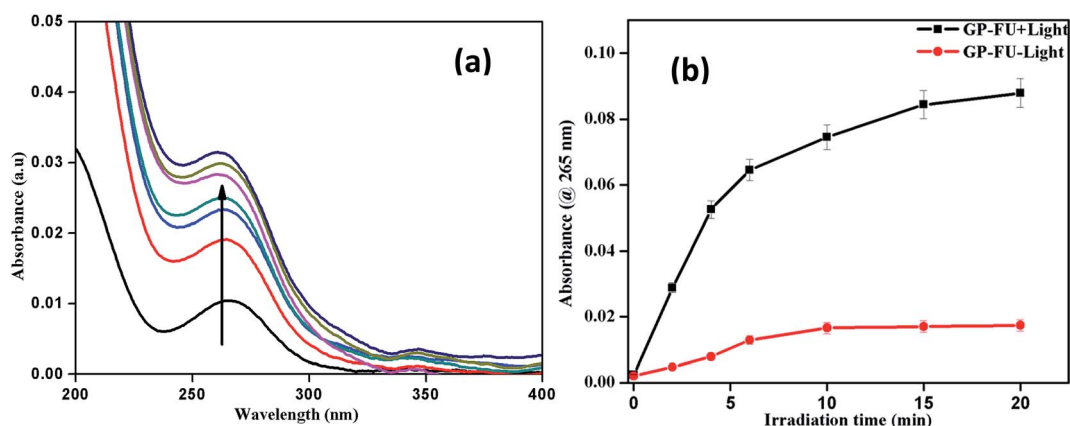 0.05
0.04
0.03
0.02
0.01
0.00
Absorbance (a.u)
(a)
200
250
300
350
400
Wavelength (nm)
0.10
0.08
0.06
0.04
0.02
0.00
Absorbance (@ 265 nm)
(b)
GP-FU+Light
GP-FU-Light
0
5
10
15
20
Irradiation time (min)